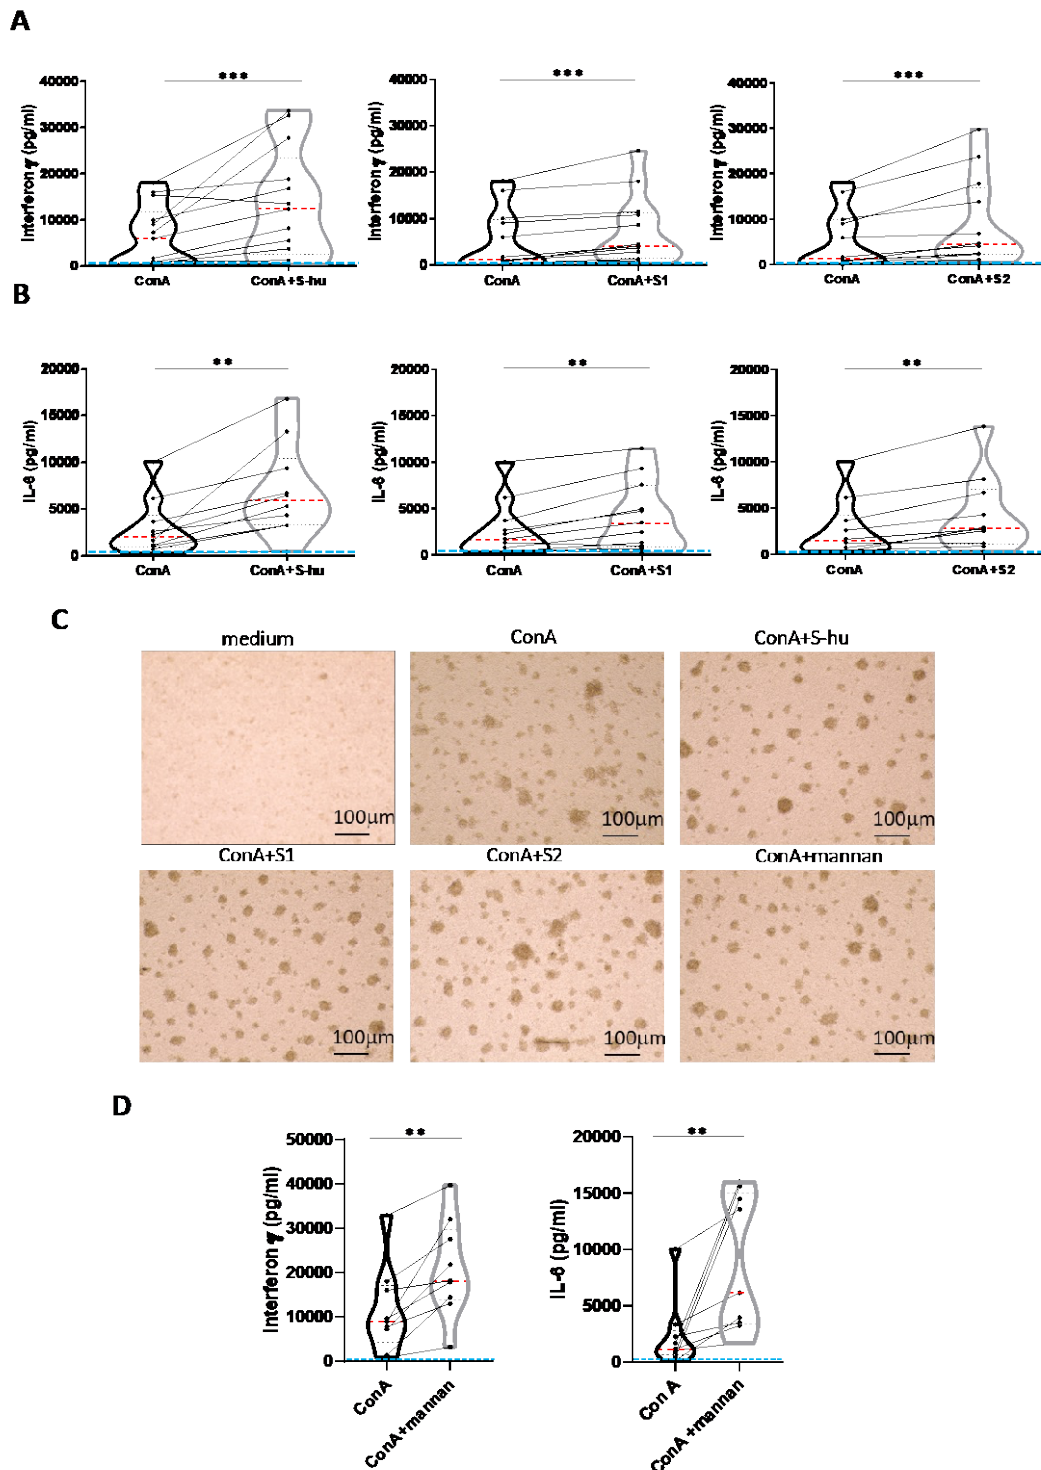 A
***
***
***
Interferon γ (pg/ml)
40000
30000
20000
10000
0
ConA
ConA+S-hu
Interferon γ (pg/ml)
40000
30000
20000
10000
0
ConA
ConA+S1
Interferon γ (pg/ml)
40000
30000
20000
10000
0
ConA
ConA+S2
B
**
**
**
IL-6 (pg/ml)
20000
15000
10000
5000
0
ConA
ConA+S-hu
IL-6 (pg/ml)
20000
15000
10000
5000
0
ConA
ConA+S1
IL-6 (pg/ml)
20000
15000
10000
5000
0
ConA
ConA+S2
C
medium
ConA
ConA+S-hu
100µm
100µm
100µm
ConA+S1
ConA+S2
ConA+mannan
100µm
100µm
100µm
D
**
**
Interferon γ (pg/ml)
50000
40000
30000
20000
10000
0
ConA
ConA+mannan
IL-6 (pg/ml)
20000
15000
10000
5000
0
Con A
ConA +mannan